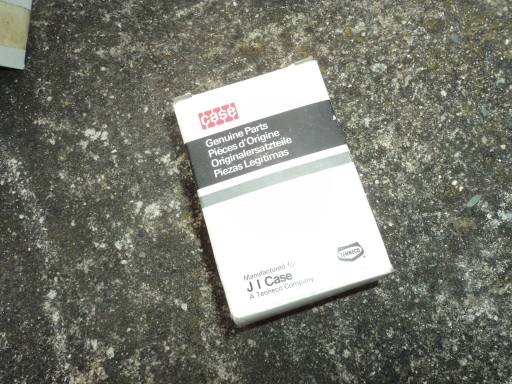 case
Genuine Parts
Pièces d'Origine
Originalersatzteile
Piezas Legitimas
TENNECO
Manufactured for
J I Case
A Tenneco Company